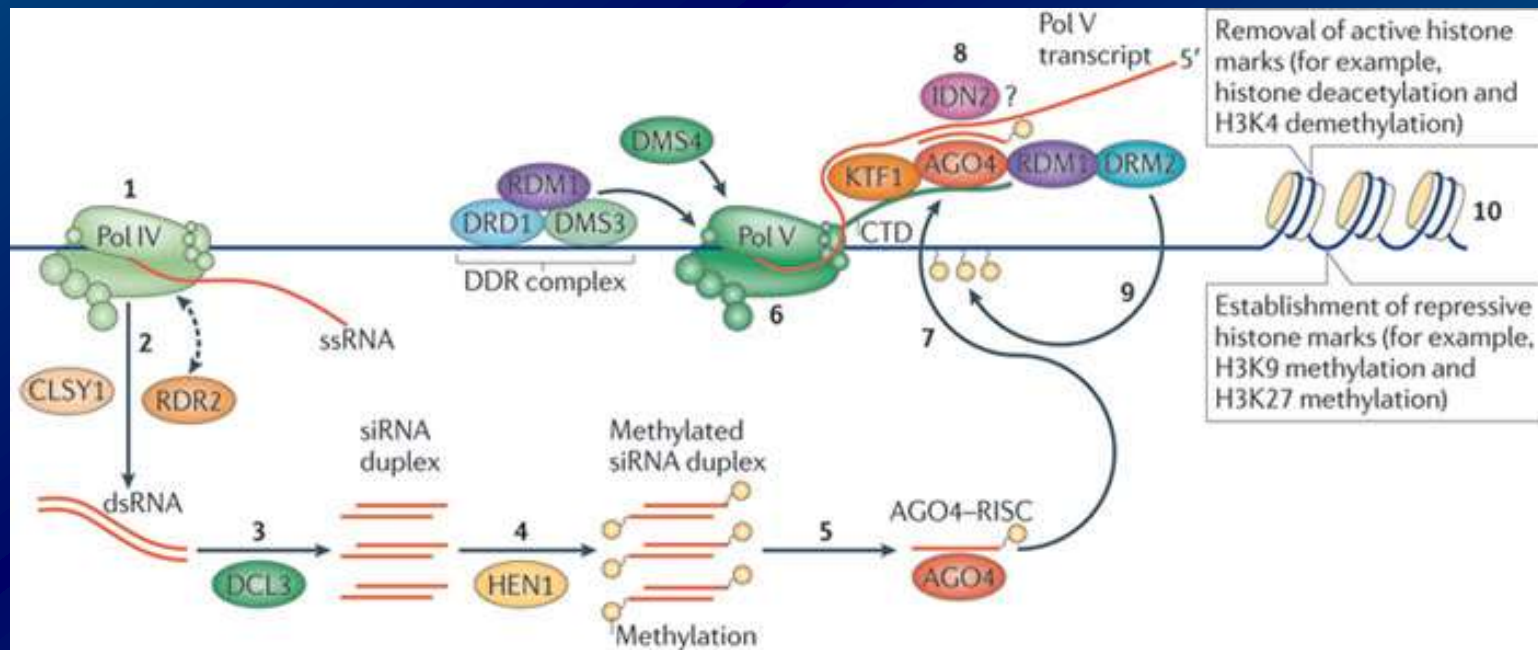 Pol V
transcript
5'
8
IDN2 ?
Removal of active histone
marks (for example,
histone deacetylation and
H3K4 demethylation)
DMS4
1
RDM1
KTF1
AGO4
RDM1
DRM2
DRD1
DMS3
Pol IV
Pol V
CTD
10
DDR complex
6
7
9
Establishment of repressive
histone marks (for example,
H3K9 methylation and
H3K27 methylation)
2
ssRNA
CLSY1
RDR2
siRNA
duplex
Methylated
siRNA duplex
dsRNA
3
DCL3
4
HEN1
5
AGO4–RISC
AGO4
Methylation